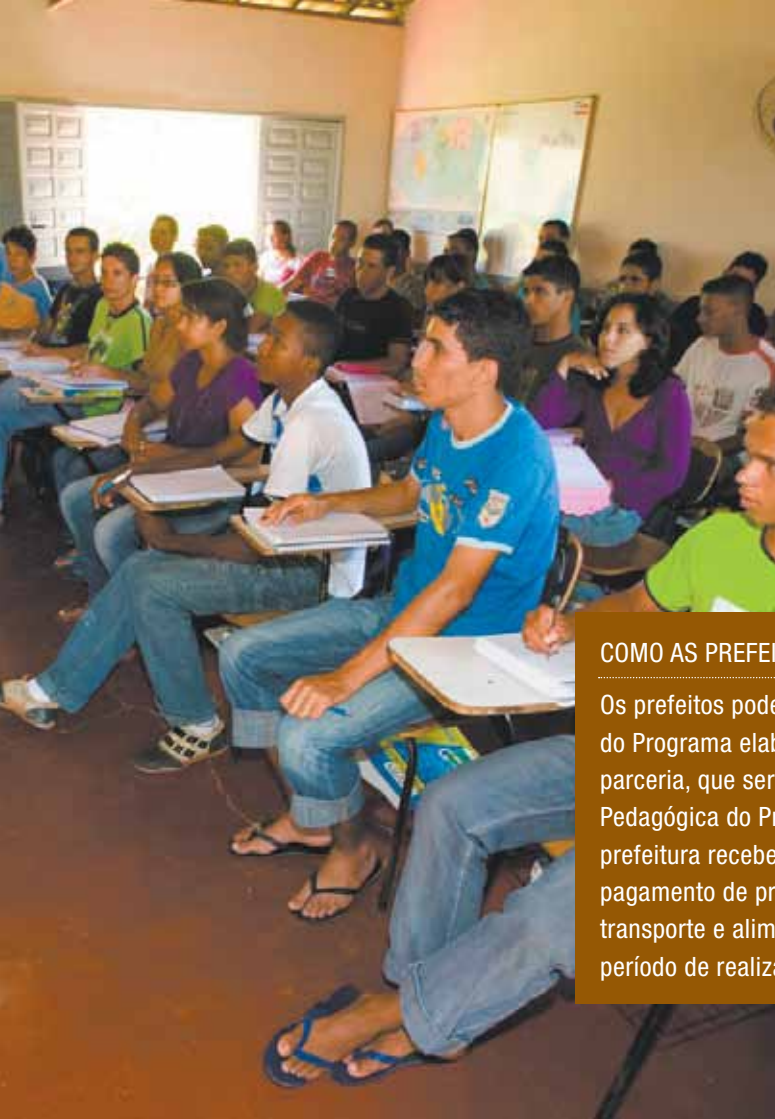 COMO AS PREFEI
Os prefeitos pode
do Programa elab
parceria, que ser
Pedagógica do Pr
prefeitura recebe
pagamento de pr
transporte e alim
período de realiza